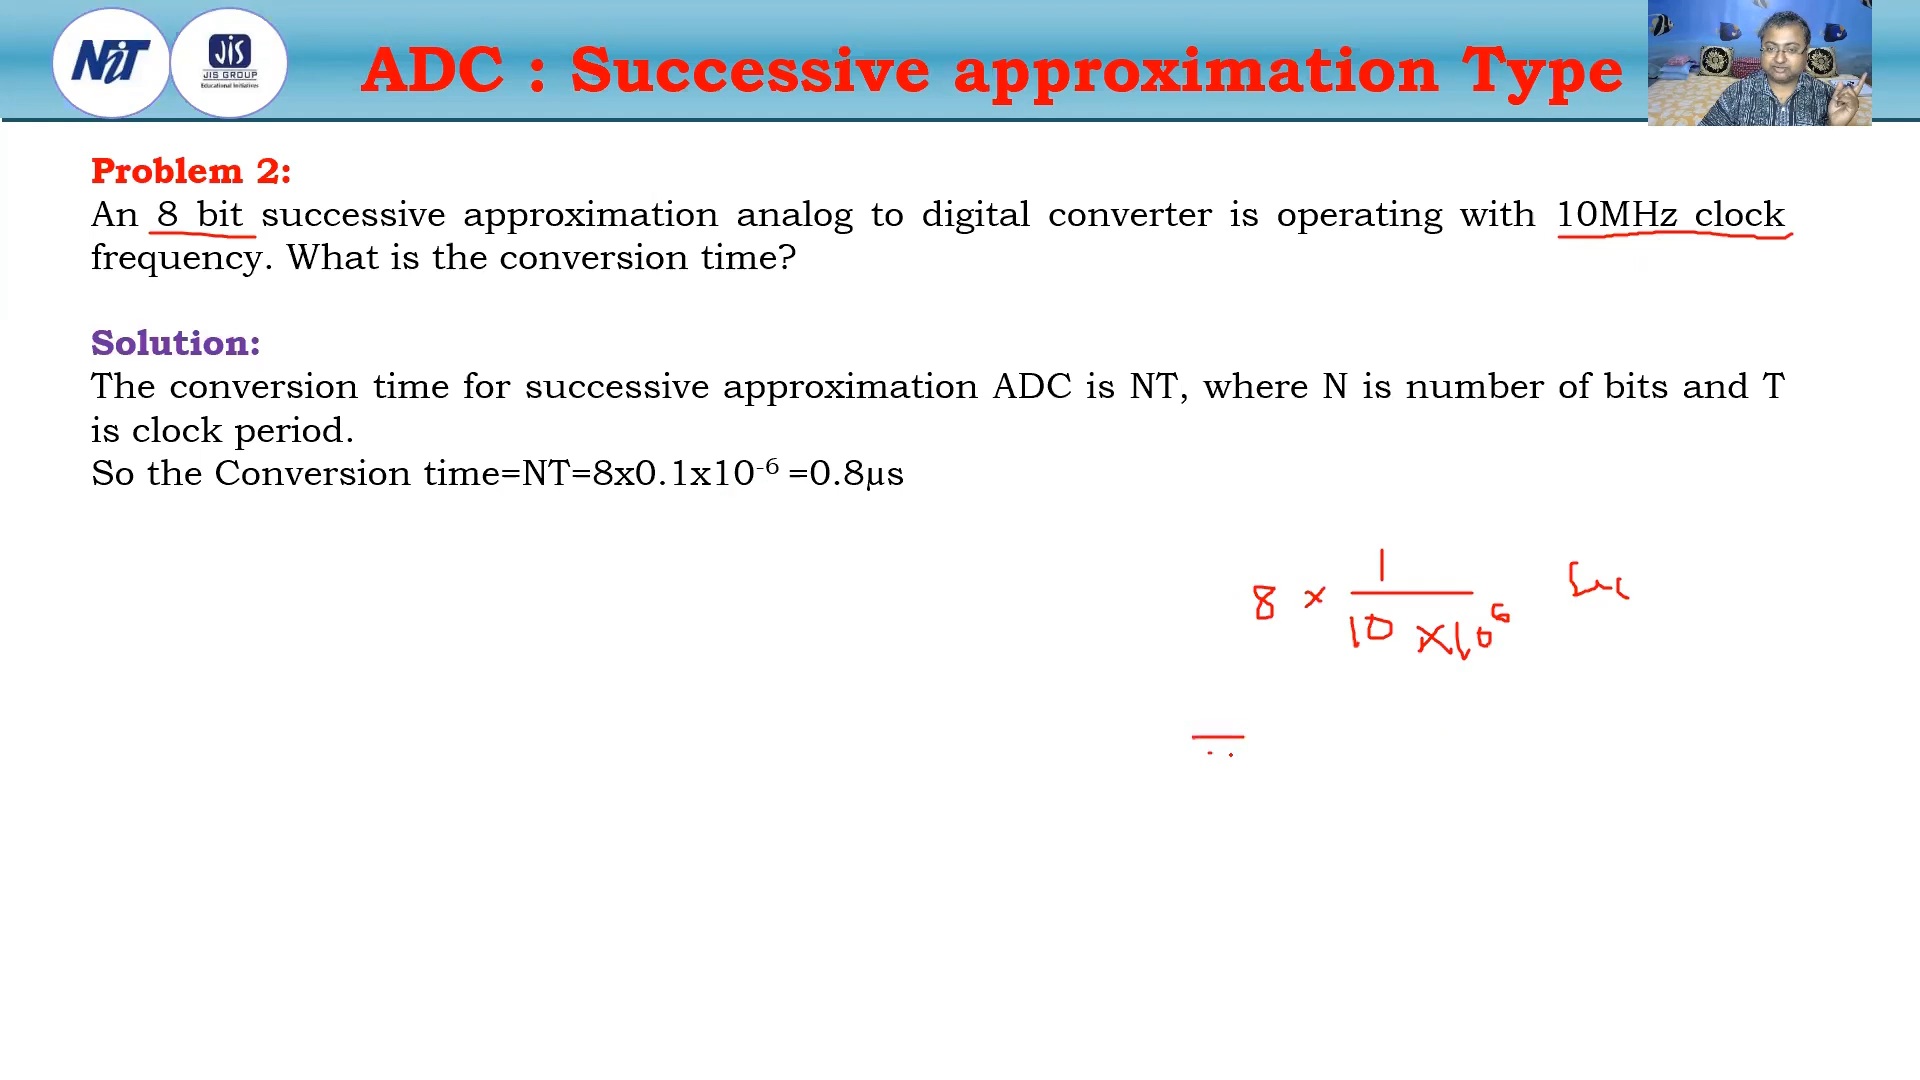 NiT
JIS
JIS GROUP
Educational Initiatives
ADC : Successive approximation Type
Problem 2:
An 8 bit successive approximation analog to digital converter is operating with 10MHz clock
frequency. What is the conversion time?
Solution:
The conversion time for successive approximation ADC is NT, where N is number of bits and T
is clock period.
So the Conversion time=NT=8x0.1x10⁻⁶ =0.8µs
8 × 1 / 10 × 10⁶ Sec